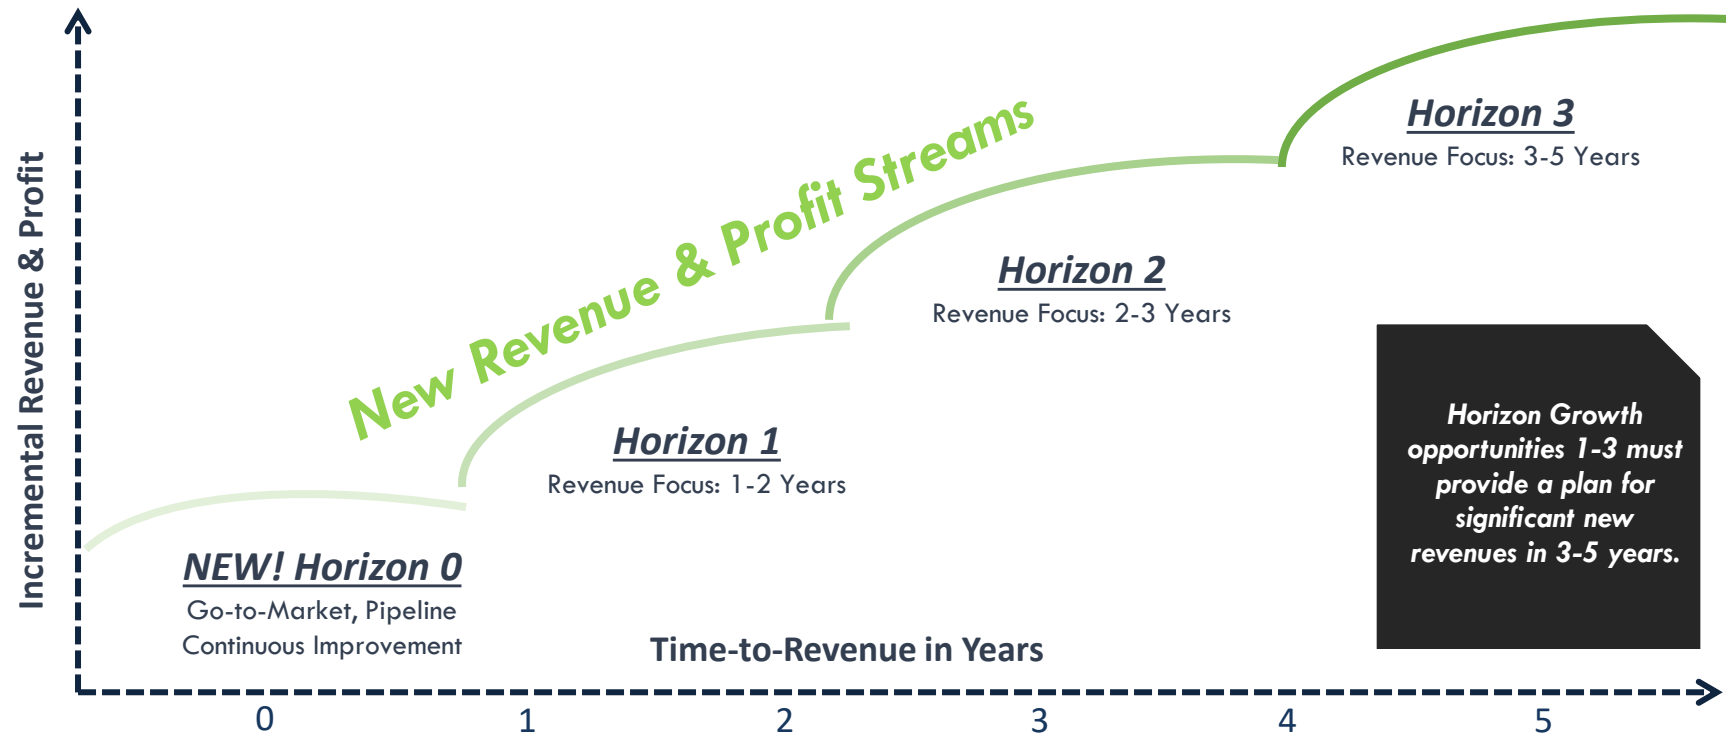 Incremental Revenue & Profit
New Revenue & Profit Streams
Horizon 3
Revenue Focus: 3-5 Years
Horizon 2
Revenue Focus: 2-3 Years
Horizon 1
Revenue Focus: 1-2 Years
NEW! Horizon 0
Go-to-Market, Pipeline
Continuous Improvement
Horizon Growth
opportunities 1-3 must
provide a plan for
significant new
revenues in 3-5 years.
Time-to-Revenue in Years
0 1 2 3 4 5